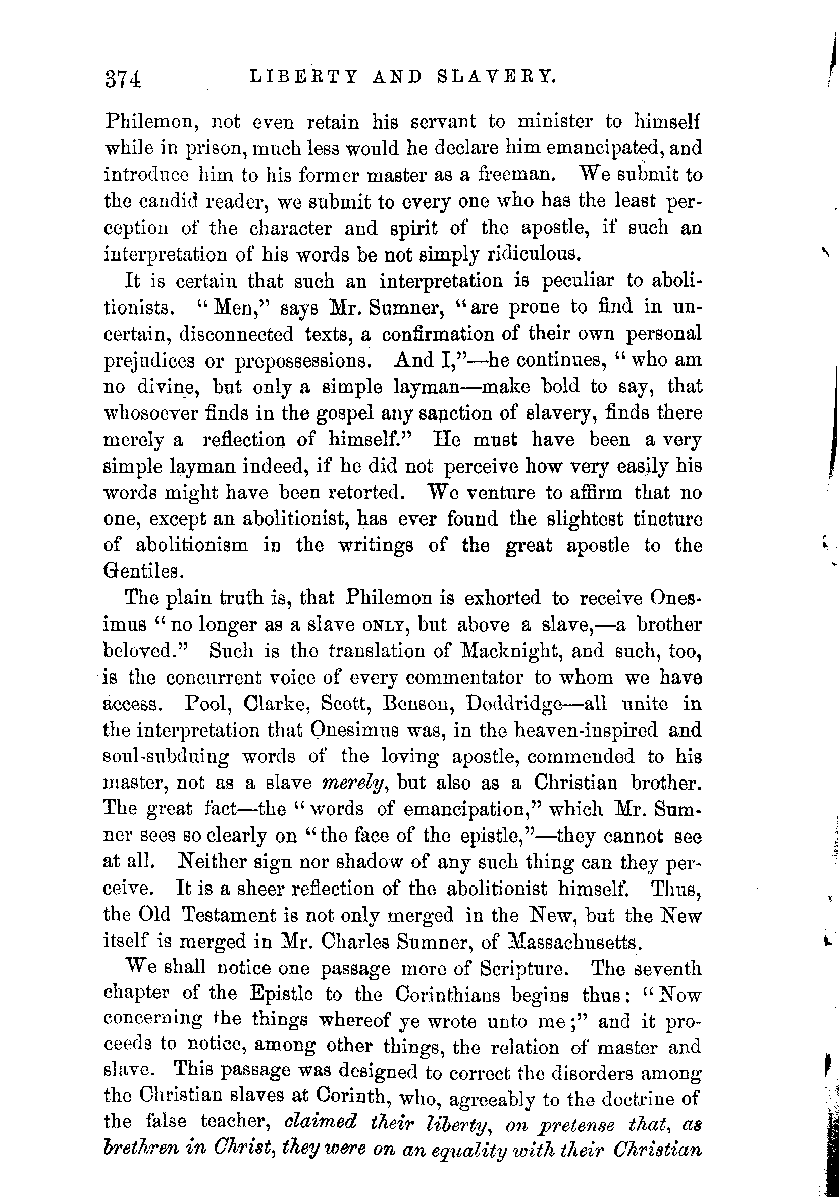 374 LIBERTY AND SLAVERY.
Philemon, not even retain his servant to minister to himself
while in prison, much less would he declare him emancipated, and
introduce him to his former master as a freeman. We submit to
the candid reader, we submit to every one who has the least per-
ception of the character and spirit of the apostle, if such an
interpretation of his words be not simply ridiculous.
It is certain that such an interpretation is peculiar to aboli-
tionists. “Men,” says Mr. Sumner, “are prone to find in un-
certain, disconnected texts, a confirmation of their own personal
prejudices or prepossessions. And I,”—he continues, “who am
no divine, but only a simple layman—make bold to say, that
whosoever finds in the gospel any sanction of slavery, finds there
merely a reflection of himself.” He must have been a very
simple layman indeed, if he did not perceive how very easily his
words might have been retorted. We venture to affirm that no
one, except an abolitionist, has ever found the slightest tincture
of abolitionism in the writings of the great apostle to the
Gentiles.
The plain truth is, that Philemon is exhorted to receive Ones-
imus “no longer as a slave ONLY, but above a slave,—a brother
beloved.” Such is the translation of Macknight, and such, too,
is the concurrent voice of every commentator to whom we have
access. Pool, Clarke, Scott, Benson, Doddridge—all unite in
the interpretation that Onesimus was, in the heaven-inspired and
soul-subduing words of the loving apostle, commended to his
master, not as a slave merely, but also as a Christian brother.
The great fact—the “words of emancipation,” which Mr. Sum-
ner sees so clearly on “the face of the epistle,”—they cannot see
at all. Neither sign nor shadow of any such thing can they per-
ceive. It is a sheer reflection of the abolitionist himself. Thus,
the Old Testament is not only merged in the New, but the New
itself is merged in Mr. Charles Sumner, of Massachusetts.
We shall notice one passage more of Scripture. The seventh
chapter of the Epistle to the Corinthians begins thus: “Now
concerning the things whereof ye wrote unto me;” and it pro-
ceeds to notice, among other things, the relation of master and
slave. This passage was designed to correct the disorders among
the Christian slaves at Corinth, who, agreeably to the doctrine of
the false teacher, claimed their liberty, on pretense that, as
brethren in Christ, they were on an equality with their Christian